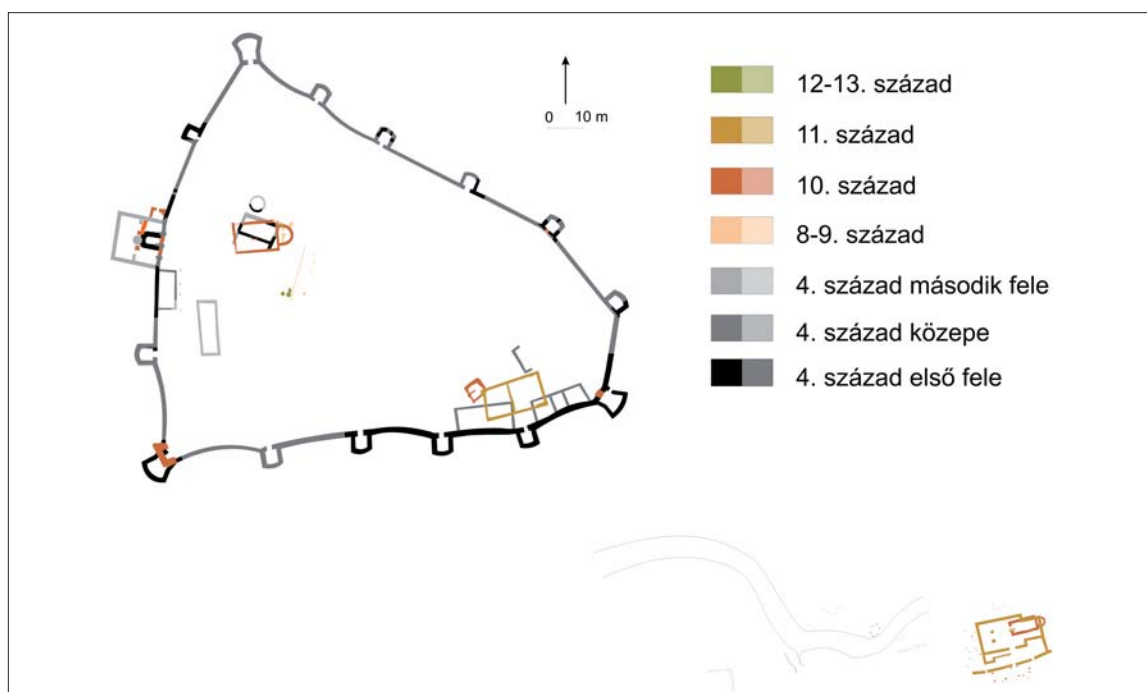 0 10 m
12-13. század
11. század
10. század
8-9. század
4. század második fele
4. század közepe
4. század első fele